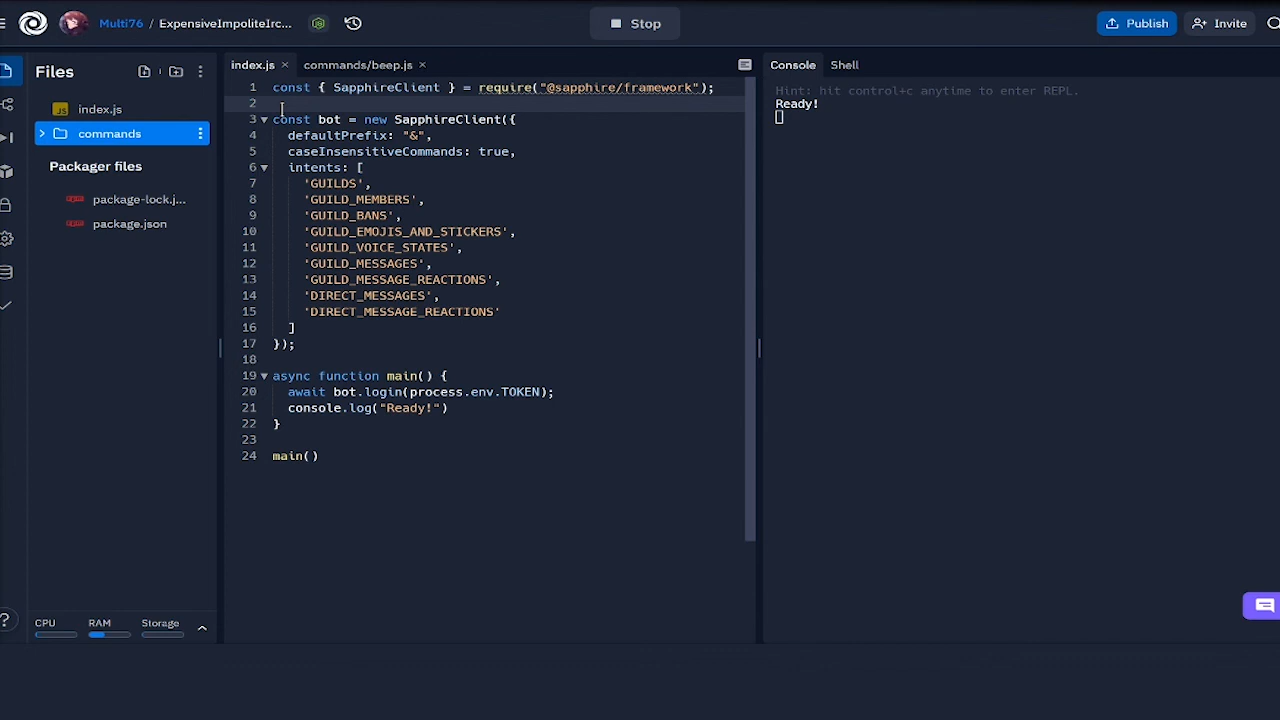 Multi76 / ExpensiveImpoliteIrc...
Stop
Publish
Invite
Files
index.js
commands
Packager files
package-lock.j...
package.json
CPU
RAM
Storage
index.js ×
commands/beep.js ×
1 const { SapphireClient } = require("@sapphire/framework");
2
3 const bot = new SapphireClient({
4 defaultPrefix: "&",
5 caseInsensitiveCommands: true,
6 intents: [
7 'GUILDS',
8 'GUILD_MEMBERS',
9 'GUILD_BANS',
10 'GUILD_EMOJIS_AND_STICKERS',
11 'GUILD_VOICE_STATES',
12 'GUILD_MESSAGES',
13 'GUILD_MESSAGE_REACTIONS',
14 'DIRECT_MESSAGES',
15 'DIRECT_MESSAGE_REACTIONS'
16 ]
17 });
18
19 async function main() {
20 await bot.login(process.env.TOKEN);
21 console.log("Ready!")
22 }
23
24 main()
Console
Shell
Hint: hit control+c anytime to enter REPL.
Ready!